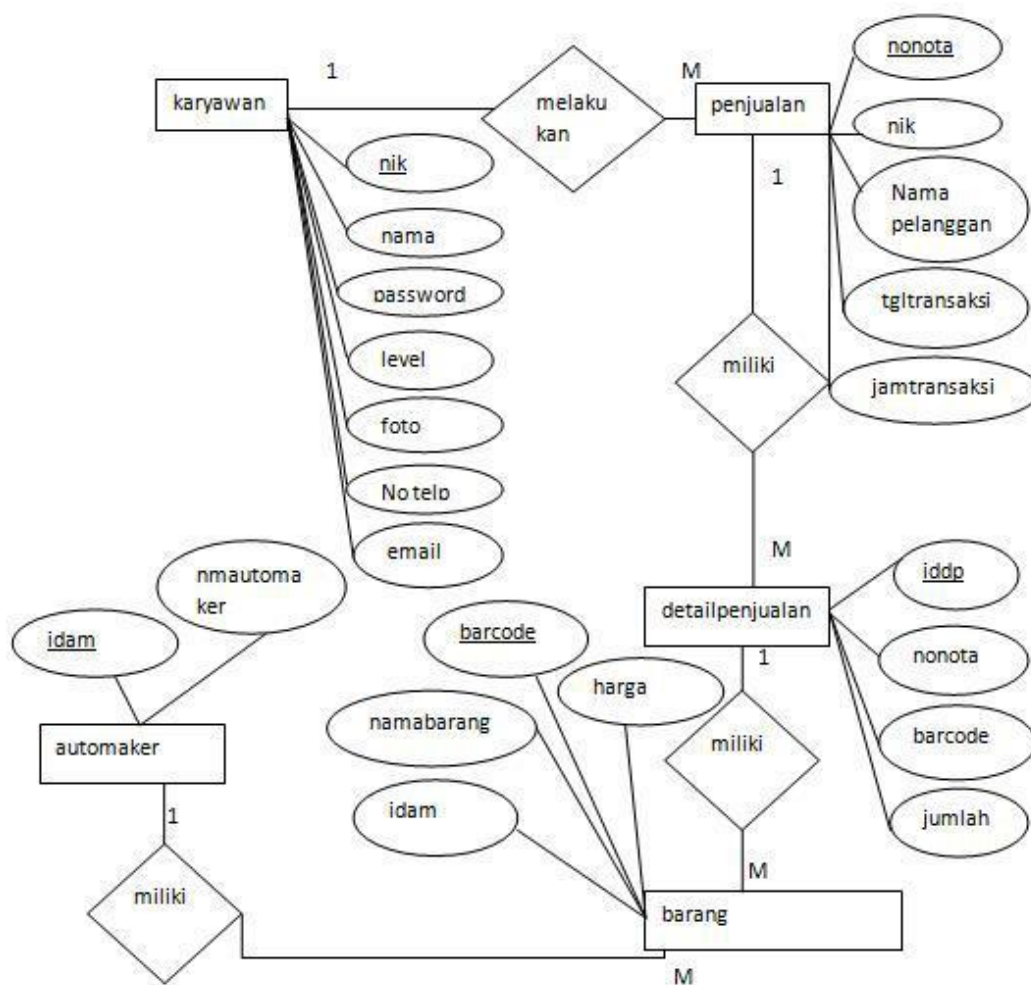 nonota
1
M
karyawan
melaku
kan
penjualan
nik
nik
1
Nama
pelanggan
nama
password
tgltransaksi
level
miliki
jamtransaksi
foto
No telp
M
email
nmautoma
ker
iddp
idam
barcode
detailpenjualan
1
nonota
harga
namabarang
automaker
miliki
barcode
idam
1
jumlah
M
miliki
barang
M